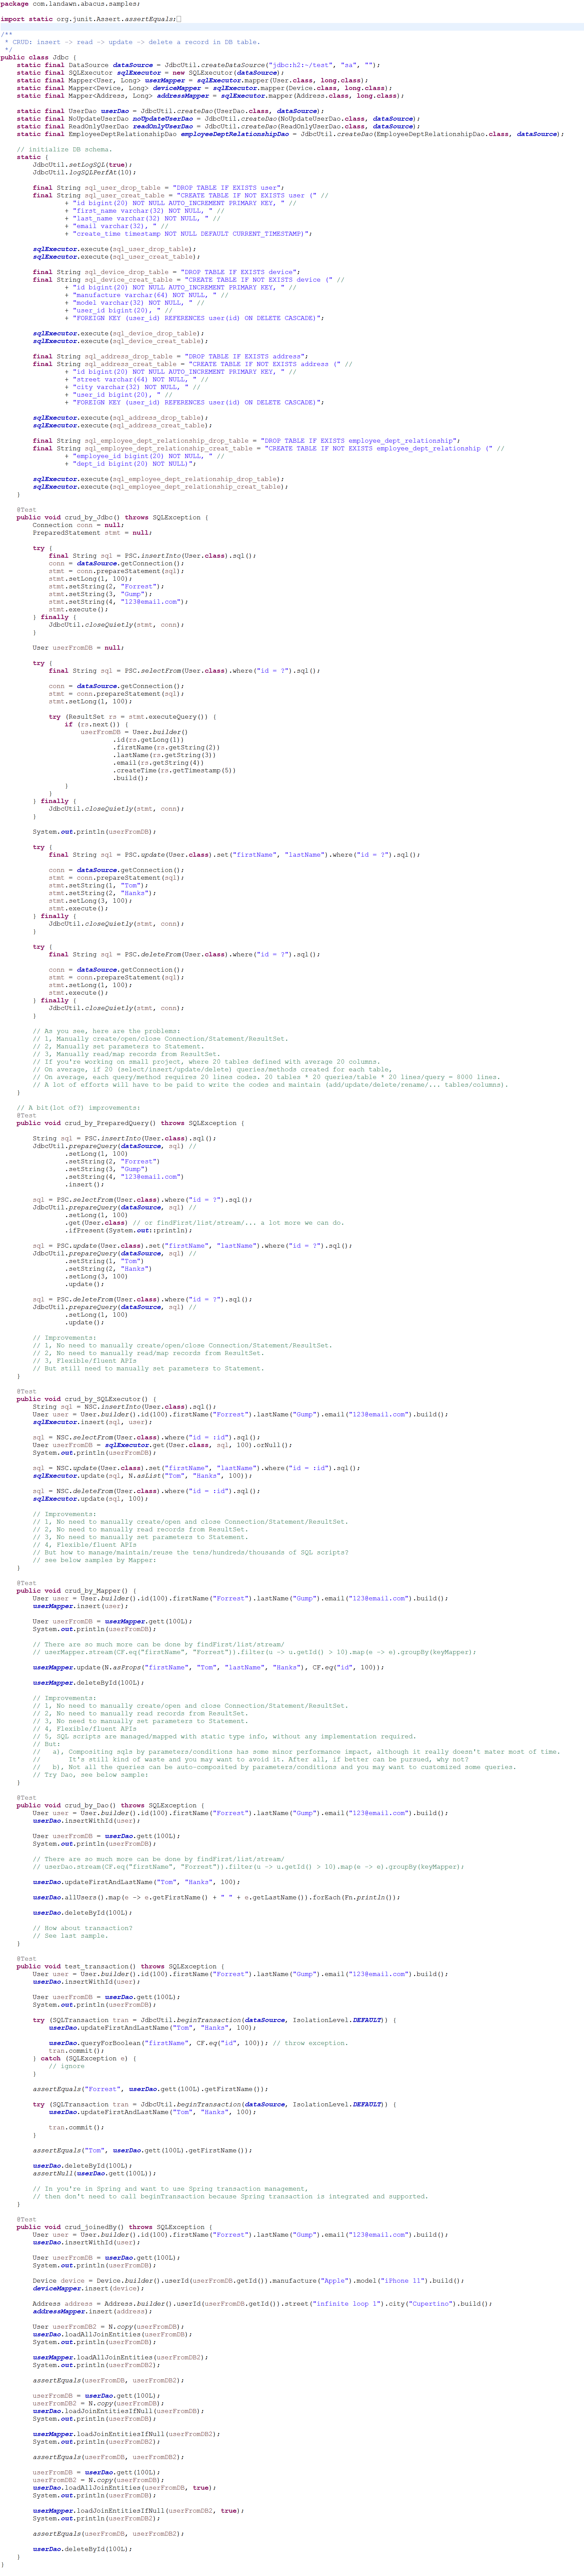 package com.landawn.abacus.samples;

import static org.junit.Assert.assertEquals;

/**
 * CRUD: insert -> read -> update -> delete a record in DB table.
 */
public class Jdbc {
    static final DataSource dataSource = JdbcUtil.createDataSource("jdbc:h2:~/test", "sa", "");
    static final SQLExecutor sqlExecutor = new SQLExecutor(dataSource);
    static final Mapper<User, Long> userMapper = sqlExecutor.mapper(User.class, long.class);
    static final Mapper<Device, Long> deviceMapper = sqlExecutor.mapper(Device.class, long.class);
    static final Mapper<Address, Long> addressMapper = sqlExecutor.mapper(Address.class, long.class);

    static final UserDao userDao = JdbcUtil.createDao(UserDao.class, dataSource);
    static final NoUpdateUserDao noUpdateUserDao = JdbcUtil.createDao(NoUpdateUserDao.class, dataSource);
    static final ReadOnlyUserDao readOnlyUserDao = JdbcUtil.createDao(ReadOnlyUserDao.class, dataSource);
    static final EmployeeDeptRelationshipDao employeeDeptRelationshipDao = JdbcUtil.createDao(EmployeeDeptRelationshipDao.class, dataSource);

    // initialize DB schema.
    static {
        JdbcUtil.setLogSQL(true);
        JdbcUtil.logSQLPerfAt(10);

        final String sql_user_drop_table = "DROP TABLE IF EXISTS user";
        final String sql_user_creat_table = "CREATE TABLE IF NOT EXISTS user (" //
                + "id bigint(20) NOT NULL AUTO_INCREMENT PRIMARY KEY, " //
                + "first_name varchar(32) NOT NULL, " //
                + "last_name varchar(32) NOT NULL, " //
                + "email varchar(32), " //
                + "create_time timestamp NOT NULL DEFAULT CURRENT_TIMESTAMP)";

        sqlExecutor.execute(sql_user_drop_table);
        sqlExecutor.execute(sql_user_creat_table);

        final String sql_device_drop_table = "DROP TABLE IF EXISTS device";
        final String sql_device_creat_table = "CREATE TABLE IF NOT EXISTS device (" //
                + "id bigint(20) NOT NULL AUTO_INCREMENT PRIMARY KEY, " //
                + "manufacture varchar(64) NOT NULL, " //
                + "model varchar(32) NOT NULL, " //
                + "user_id bigint(20), " //
                + "FOREIGN KEY (user_id) REFERENCES user(id) ON DELETE CASCADE)";

        sqlExecutor.execute(sql_device_drop_table);
        sqlExecutor.execute(sql_device_creat_table);

        final String sql_address_drop_table = "DROP TABLE IF EXISTS address";
        final String sql_address_creat_table = "CREATE TABLE IF NOT EXISTS address (" //
                + "id bigint(20) NOT NULL AUTO_INCREMENT PRIMARY KEY, " //
                + "street varchar(64) NOT NULL, " //
                + "city varchar(32) NOT NULL, " //
                + "user_id bigint(20), " //
                + "FOREIGN KEY (user_id) REFERENCES user(id) ON DELETE CASCADE)";

        sqlExecutor.execute(sql_address_drop_table);
        sqlExecutor.execute(sql_address_creat_table);

        final String sql_employee_dept_relationship_drop_table = "DROP TABLE IF EXISTS employee_dept_relationship";
        final String sql_employee_dept_relationship_creat_table = "CREATE TABLE IF NOT EXISTS employee_dept_relationship (" //
                + "employee_id bigint(20) NOT NULL, " //
                + "dept_id bigint(20) NOT NULL)";

        sqlExecutor.execute(sql_employee_dept_relationship_drop_table);
        sqlExecutor.execute(sql_employee_dept_relationship_creat_table);
    }

    @Test
    public void crud_by_Jdbc() throws SQLException {
        Connection conn = null;
        PreparedStatement stmt = null;

        try {
            final String sql = PSC.insertInto(User.class).sql();
            conn = dataSource.getConnection();
            stmt = conn.prepareStatement(sql);
            stmt.setLong(1, 100);
            stmt.setString(2, "Forrest");
            stmt.setString(3, "Gump");
            stmt.setString(4, "123@email.com");
            stmt.execute();
        } finally {
            JdbcUtil.closeQuietly(stmt, conn);
        }

        User userFromDB = null;

        try {
            final String sql = PSC.selectFrom(User.class).where("id = ?").sql();

            conn = dataSource.getConnection();
            stmt = conn.prepareStatement(sql);
            stmt.setLong(1, 100);

            try (ResultSet rs = stmt.executeQuery()) {
                if (rs.next()) {
                    userFromDB = User.builder()
                            .id(rs.getLong(1))
                            .firstName(rs.getString(2))
                            .lastName(rs.getString(3))
                            .email(rs.getString(4))
                            .createTime(rs.getTimestamp(5))
                            .build();
                }
            }
        } finally {
            JdbcUtil.closeQuietly(stmt, conn);
        }

        System.out.println(userFromDB);

        try {
            final String sql = PSC.update(User.class).set("firstName", "lastName").where("id = ?").sql();

            conn = dataSource.getConnection();
            stmt = conn.prepareStatement(sql);
            stmt.setString(1, "Tom");
            stmt.setString(2, "Hanks");
            stmt.setLong(3, 100);
            stmt.execute();
        } finally {
            JdbcUtil.closeQuietly(stmt, conn);
        }

        try {
            final String sql = PSC.deleteFrom(User.class).where("id = ?").sql();

            conn = dataSource.getConnection();
            stmt = conn.prepareStatement(sql);
            stmt.setLong(1, 100);
            stmt.execute();
        } finally {
            JdbcUtil.closeQuietly(stmt, conn);
        }

        // As you see, here are the problems:
        // 1, Manually create/open/close Connection/Statement/ResultSet.
        // 2, Manually set parameters to Statement.
        // 3, Manually read/map records from ResultSet.
        // If you're working on small project, where 20 tables defined with average 20 columns.
        // On average, if 20 (select/insert/update/delete) queries/methods created for each table,
        // On average, each query/method requires 20 lines codes. 20 tables * 20 queries/table * 20 lines/query = 8000 lines.
        // A lot of efforts will have to be paid to write the codes and maintain (add/update/delete/rename/... tables/columns).
    }

    // A bit(lot of?) improvements:
    @Test
    public void crud_by_PreparedQuery() throws SQLException {

        String sql = PSC.insertInto(User.class).sql();
        JdbcUtil.prepareQuery(dataSource, sql) //
                .setLong(1, 100)
                .setString(2, "Forrest")
                .setString(3, "Gump")
                .setString(4, "123@email.com")
                .insert();

        sql = PSC.selectFrom(User.class).where("id = ?").sql();
        JdbcUtil.prepareQuery(dataSource, sql) //
                .setLong(1, 100)
                .get(User.class) // or findFirst/list/stream/... a lot more we can do.
                .ifPresent(System.out::println);

        sql = PSC.update(User.class).set("firstName", "lastName").where("id = ?").sql();
        JdbcUtil.prepareQuery(dataSource, sql) //
                .setString(1, "Tom")
                .setString(2, "Hanks")
                .setLong(3, 100)
                .update();

        sql = PSC.deleteFrom(User.class).where("id = ?").sql();
        JdbcUtil.prepareQuery(dataSource, sql) //
                .setLong(1, 100)
                .update();

        // Improvements:
        // 1, No need to manually create/open/close Connection/Statement/ResultSet.
        // 2, No need to manually read/map records from ResultSet.
        // 3, Flexible/fluent APIs
        // But still need to manually set parameters to Statement.
    }

    @Test
    public void crud_by_SQLExecutor() {
        String sql = NSC.insertInto(User.class).sql();
        User user = User.builder().id(100).firstName("Forrest").lastName("Gump").email("123@email.com").build();
        sqlExecutor.insert(sql, user);

        sql = NSC.selectFrom(User.class).where("id = :id").sql();
        User userFromDB = sqlExecutor.get(User.class, sql, 100).orNull();
        System.out.println(userFromDB);

        sql = NSC.update(User.class).set("firstName", "lastName").where("id = :id").sql();
        sqlExecutor.update(sql, N.asList("Tom", "Hanks", 100));

        sql = NSC.deleteFrom(User.class).where("id = :id").sql();
        sqlExecutor.update(sql, 100);

        // Improvements:
        // 1, No need to manually create/open and close Connection/Statement/ResultSet.
        // 2, No need to manually read records from ResultSet.
        // 3, No need to manually set parameters to Statement.
        // 4, Flexible/fluent APIs
        // But how to manage/maintain/reuse the tens/hundreds/thousands of SQL scripts?
        // see below samples by Mapper:
    }

    @Test
    public void crud_by_Mapper() {
        User user = User.builder().id(100).firstName("Forrest").lastName("Gump").email("123@email.com").build();
        userMapper.insert(user);

        User userFromDB = userMapper.gett(100L);
        System.out.println(userFromDB);

        // There are so much more can be done by findFirst/list/stream/
        // userMapper.stream(CF.eq("firstName", "Forrest")).filter(u -> u.getId() > 10).map(e -> e).groupBy(keyMapper);

        userMapper.update(N.asProps("firstName", "Tom", "lastName", "Hanks"), CF.eq("id", 100));

        userMapper.deleteById(100L);

        // Improvements:
        // 1, No need to manually create/open and close Connection/Statement/ResultSet.
        // 2, No need to manually read records from ResultSet.
        // 3, No need to manually set parameters to Statement.
        // 4, Flexible/fluent APIs
        // 5, SQL scripts are managed/mapped with static type info, without any implementation required.
        // But:
        //   a), Compositing sqls by parameters/conditions has some minor performance impact, although it really doesn't mater most of time.
        //       It's still kind of waste and you may want to avoid it. After all, if better can be pursued, why not?
        //   b), Not all the queries can be auto-composited by parameters/conditions and you may want to customized some queries.
        // Try Dao, see below sample:
    }

    @Test
    public void crud_by_Dao() throws SQLException {
        User user = User.builder().id(100).firstName("Forrest").lastName("Gump").email("123@email.com").build();
        userDao.insertWithId(user);

        User userFromDB = userDao.gett(100L);
        System.out.println(userFromDB);

        // There are so much more can be done by findFirst/list/stream/
        // userDao.stream(CF.eq("firstName", "Forrest")).filter(u -> u.getId() > 10).map(e -> e).groupBy(keyMapper);

        userDao.updateFirstAndLastName("Tom", "Hanks", 100);

        userDao.allUsers().map(e -> e.getFirstName() + " " + e.getLastName()).forEach(Fn.println());

        userDao.deleteById(100L);

        // How about transaction?
        // See last sample.
    }

    @Test
    public void test_transaction() throws SQLException {
        User user = User.builder().id(100).firstName("Forrest").lastName("Gump").email("123@email.com").build();
        userDao.insertWithId(user);

        User userFromDB = userDao.gett(100L);
        System.out.println(userFromDB);

        try (SQLTransaction tran = JdbcUtil.beginTransaction(dataSource, IsolationLevel.DEFAULT)) {
            userDao.updateFirstAndLastName("Tom", "Hanks", 100);

            userDao.queryForBoolean("firstName", CF.eq("id", 100)); // throw exception.
            tran.commit();
        } catch (SQLException e) {
            // ignore
        }

        assertEquals("Forrest", userDao.gett(100L).getFirstName());

        try (SQLTransaction tran = JdbcUtil.beginTransaction(dataSource, IsolationLevel.DEFAULT)) {
            userDao.updateFirstAndLastName("Tom", "Hanks", 100);

            tran.commit();
        }

        assertEquals("Tom", userDao.gett(100L).getFirstName());

        userDao.deleteById(100L);
        assertNull(userDao.gett(100L));

        // In you're in Spring and want to use Spring transaction management,
        // then don't need to call beginTransaction because Spring transaction is integrated and supported.
    }

    @Test
    public void crud_joinedBy() throws SQLException {
        User user = User.builder().id(100).firstName("Forrest").lastName("Gump").email("123@email.com").build();
        userDao.insertWithId(user);

        User userFromDB = userDao.gett(100L);
        System.out.println(userFromDB);

        Device device = Device.builder().userId(userFromDB.getId()).manufacture("Apple").model("iPhone 11").build();
        deviceMapper.insert(device);

        Address address = Address.builder().userId(userFromDB.getId()).street("infinite loop 1").city("Cupertino").build();
        addressMapper.insert(address);

        User userFromDB2 = N.copy(userFromDB);
        userDao.loadAllJoinEntities(userFromDB);
        System.out.println(userFromDB);

        userMapper.loadAllJoinEntities(userFromDB2);
        System.out.println(userFromDB2);

        assertEquals(userFromDB, userFromDB2);

        userFromDB = userDao.gett(100L);
        userFromDB2 = N.copy(userFromDB);
        userDao.loadJoinEntitiesIfNull(userFromDB);
        System.out.println(userFromDB);

        userMapper.loadJoinEntitiesIfNull(userFromDB2);
        System.out.println(userFromDB2);

        assertEquals(userFromDB, userFromDB2);

        userFromDB = userDao.gett(100L);
        userFromDB2 = N.copy(userFromDB);
        userDao.loadAllJoinEntities(userFromDB, true);
        System.out.println(userFromDB);

        userMapper.loadJoinEntitiesIfNull(userFromDB2, true);
        System.out.println(userFromDB2);

        assertEquals(userFromDB, userFromDB2);

        userDao.deleteById(100L);
    }
}